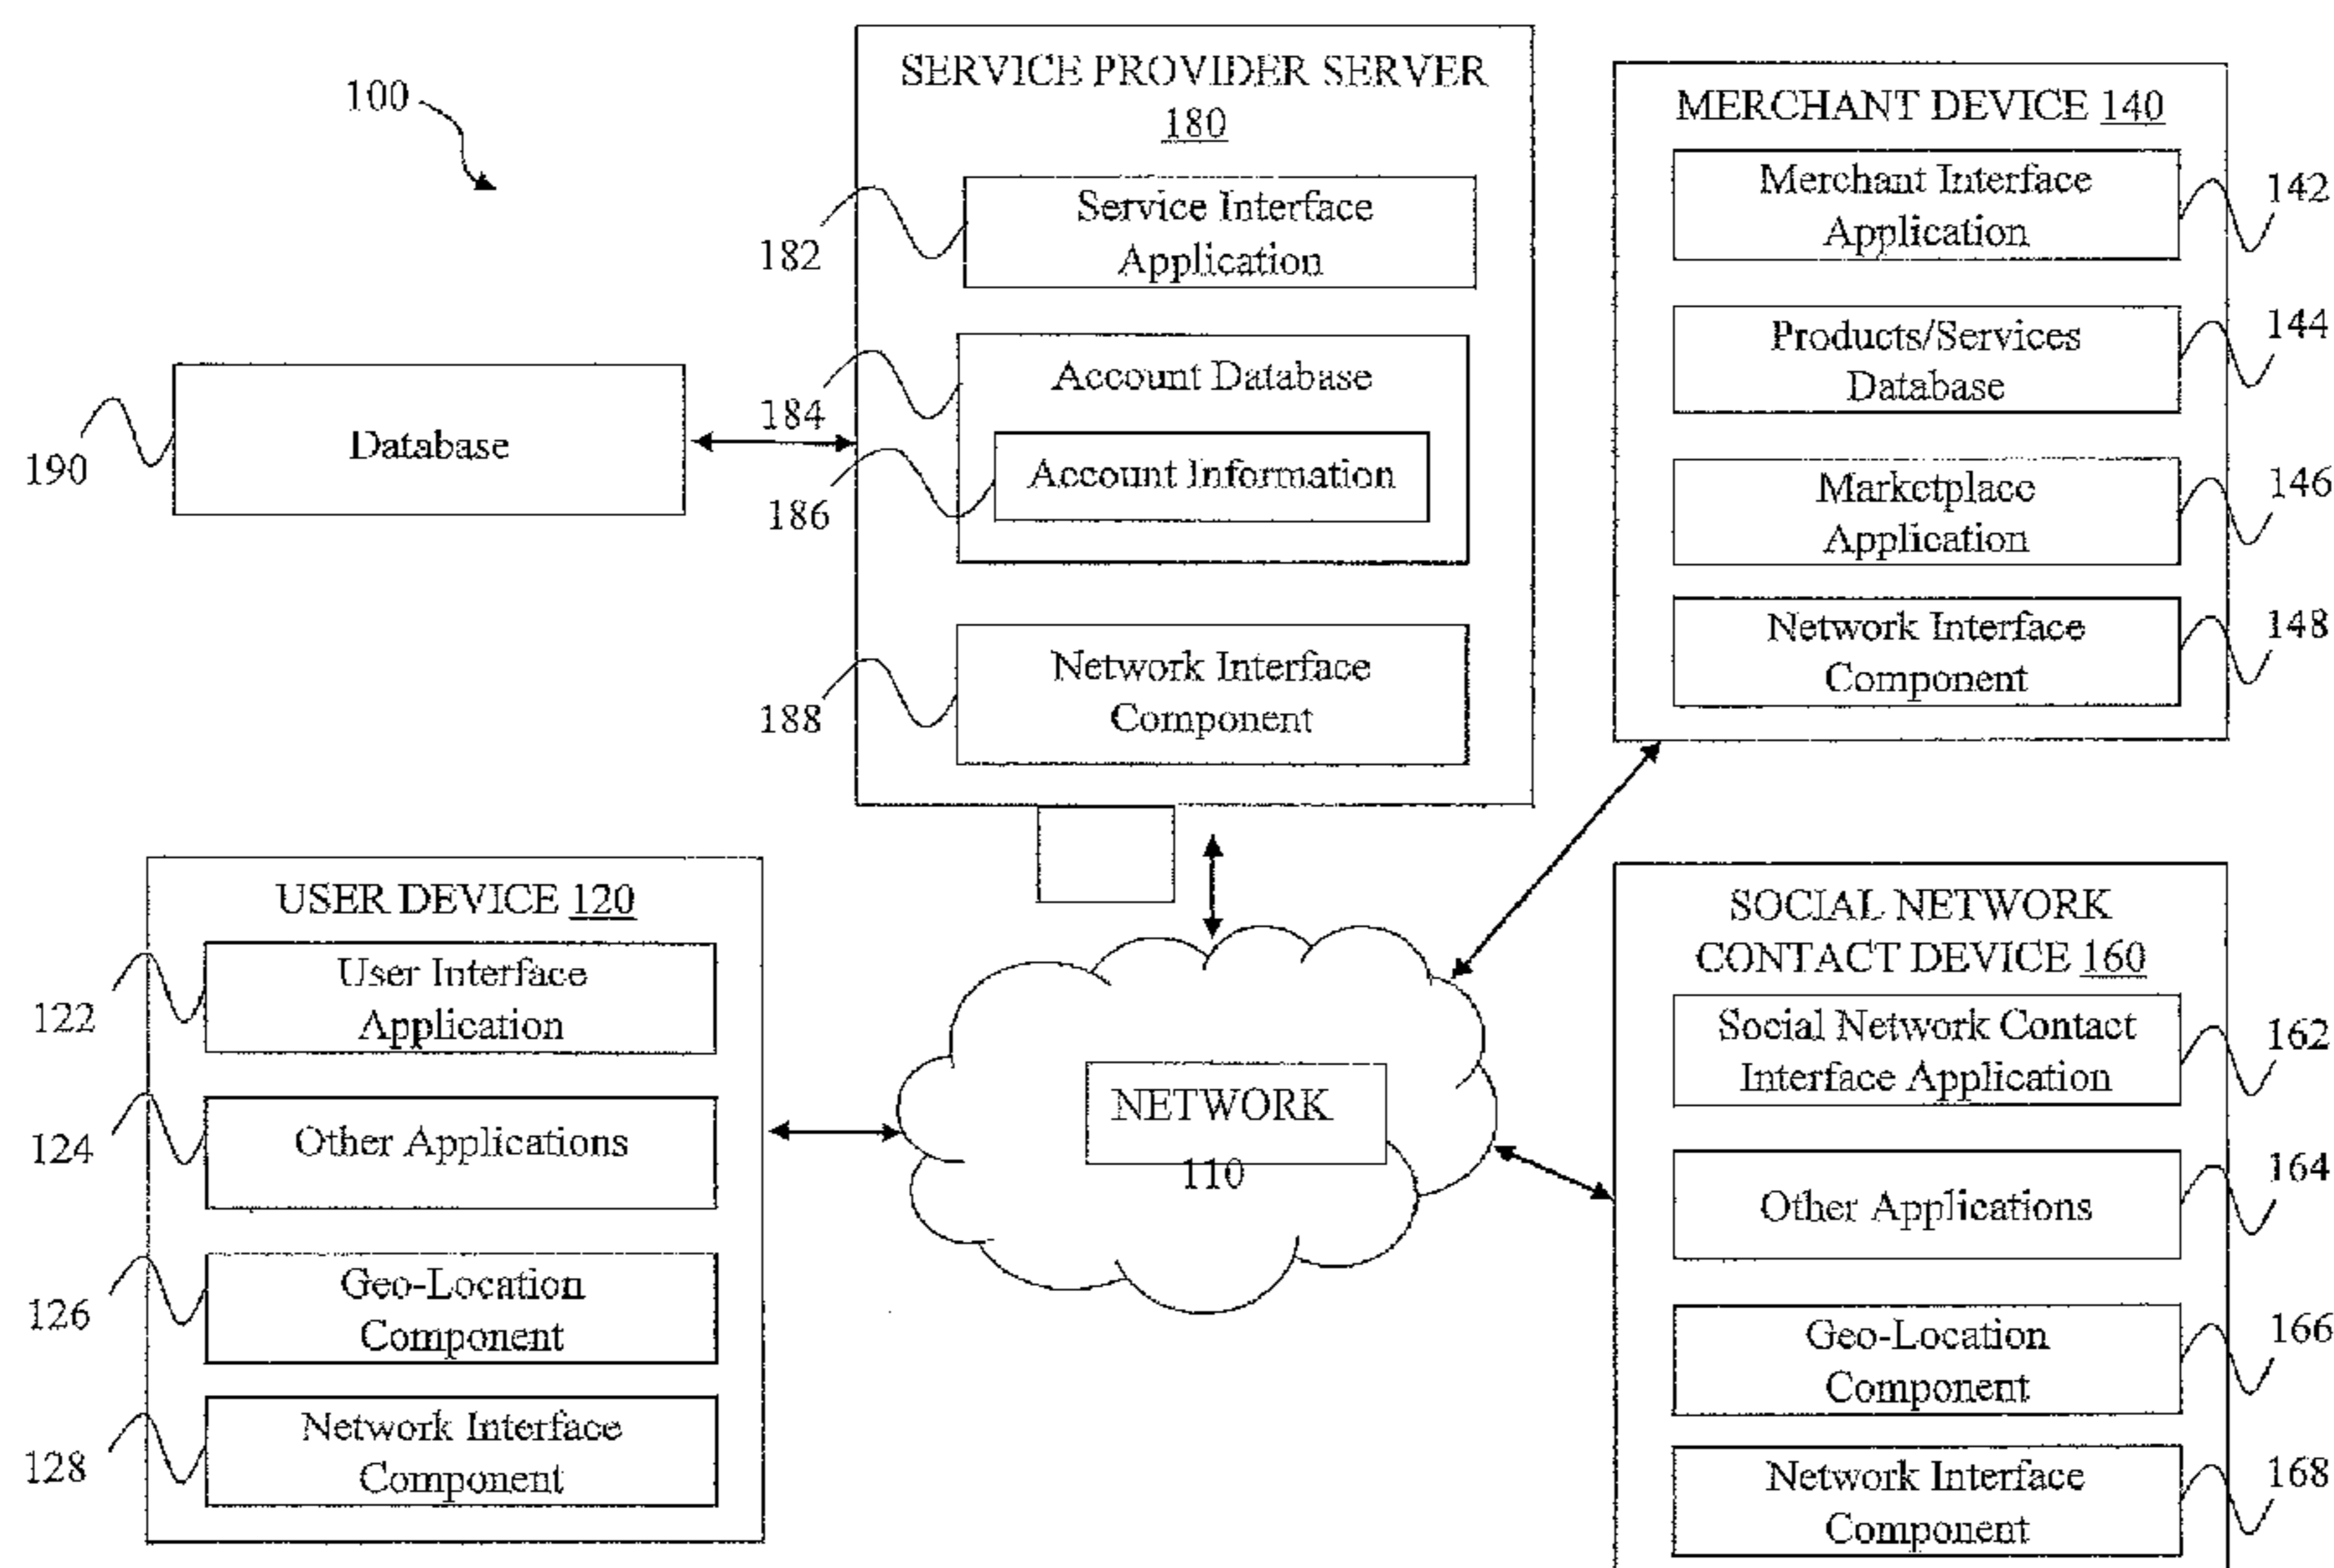 100
SERVICE PROVIDER SERVER
180
182
Service Interface
Application
184
Account Database
186
Account Information
188
Network Interface
Component
190
Database
MERCHANT DEVICE 140
Merchant Interface
Application
142
Products/Services
Database
144
Marketplace
Application
146
Network Interface
Component
148
USER DEVICE 120
122
User Interface
Application
124
Other Applications
126
Geo-Location
Component
128
Network Interface
Component
NETWORK
110
SOCIAL NETWORK
CONTACT DEVICE 160
Social Network Contact
Interface Application
162
Other Applications
164
Geo-Location
Component
166
Network Interface
Component
168